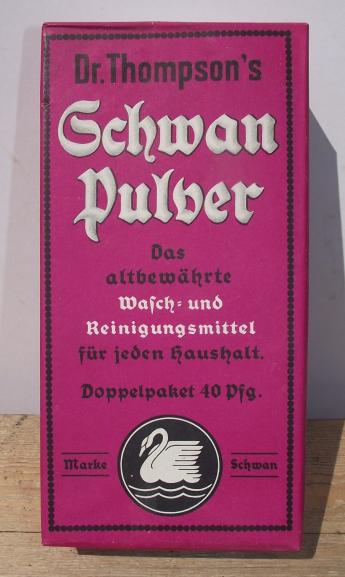 Dr. Thompson's
Schwan
Pulver
Das
altbewährte
Waſch- und
Reinigungsmittel
für jeden Haushalt.
Doppelpaket 40 Pfg.
Marke Schwan